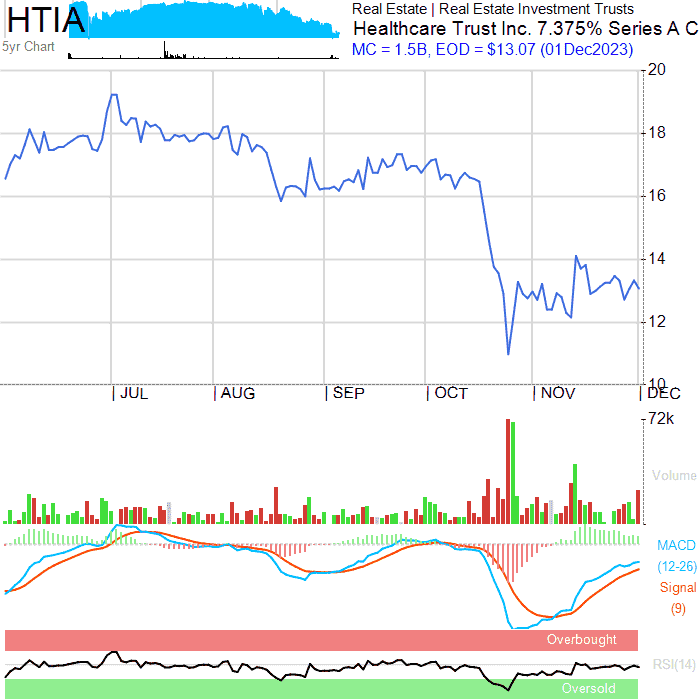 HTIA
5yr Chart
Real Estate | Real Estate Investment Trusts
Healthcare Trust Inc. 7.375% Series A C
MC = 1.5B, EOD = $13.07 (01Dec2023)
20
18
16
14
12
10
JUL AUG SEP OCT NOV DEC
72k
Volume
MACD
(12-26)
Signal
(9)
Overbought
RSI(14)
Oversold